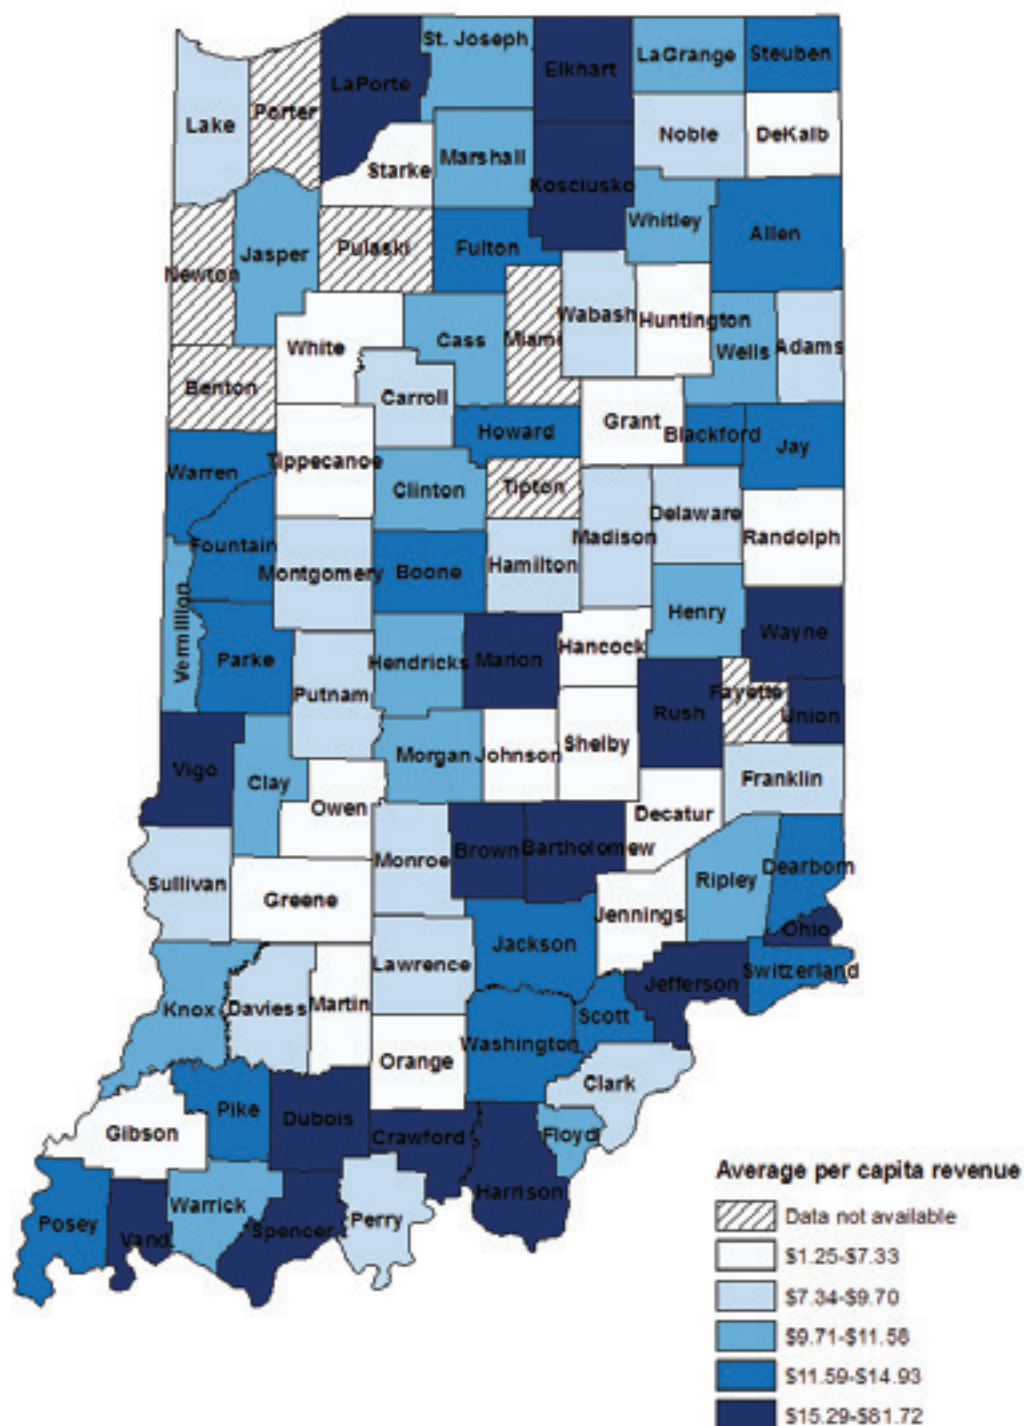 St. Joseph
LaGrange
Steuben
Elkhart
LaPorte
Porter
Lake
Noble
DeKalb
Starke
Marshall
Kosciusko
Whitley
Allen
Fulton
Pulaski
Jasper
Newton
Wabash
Huntington
Miami
Cass
White
Wells
Adams
Benton
Carroll
Grant
Howard
Blackford
Jay
Tippecanoe
Warren
Clinton
Tipton
Delaware
Madison
Randolph
Fountain
Montgomery
Boone
Hamilton
Henry
Vermillion
Wayne
Hancock
Parke
Hendricks
Marion
Putnam
Fayette
Rush
Union
Shelby
Morgan
Johnson
Vigo
Clay
Franklin
Owen
Decatur
Monroe
Brown
Bartholomew
Dearborn
Ripley
Sullivan
Greene
Jennings
Ohio
Jackson
Lawrence
Switzerland
Jefferson
Knox
Daviess
Martin
Scott
Washington
Orange
Clark
Pike
Dubois
Gibson
Crawford
Floyd
Harrison
Warrick
Posey
Perry
Spencer
Vand.
Average per capita revenue
Data not available
$1.25-$7.33
$7.34-$9.70
$9.71-$11.58
$11.59-$14.93
$15.29-$81.72